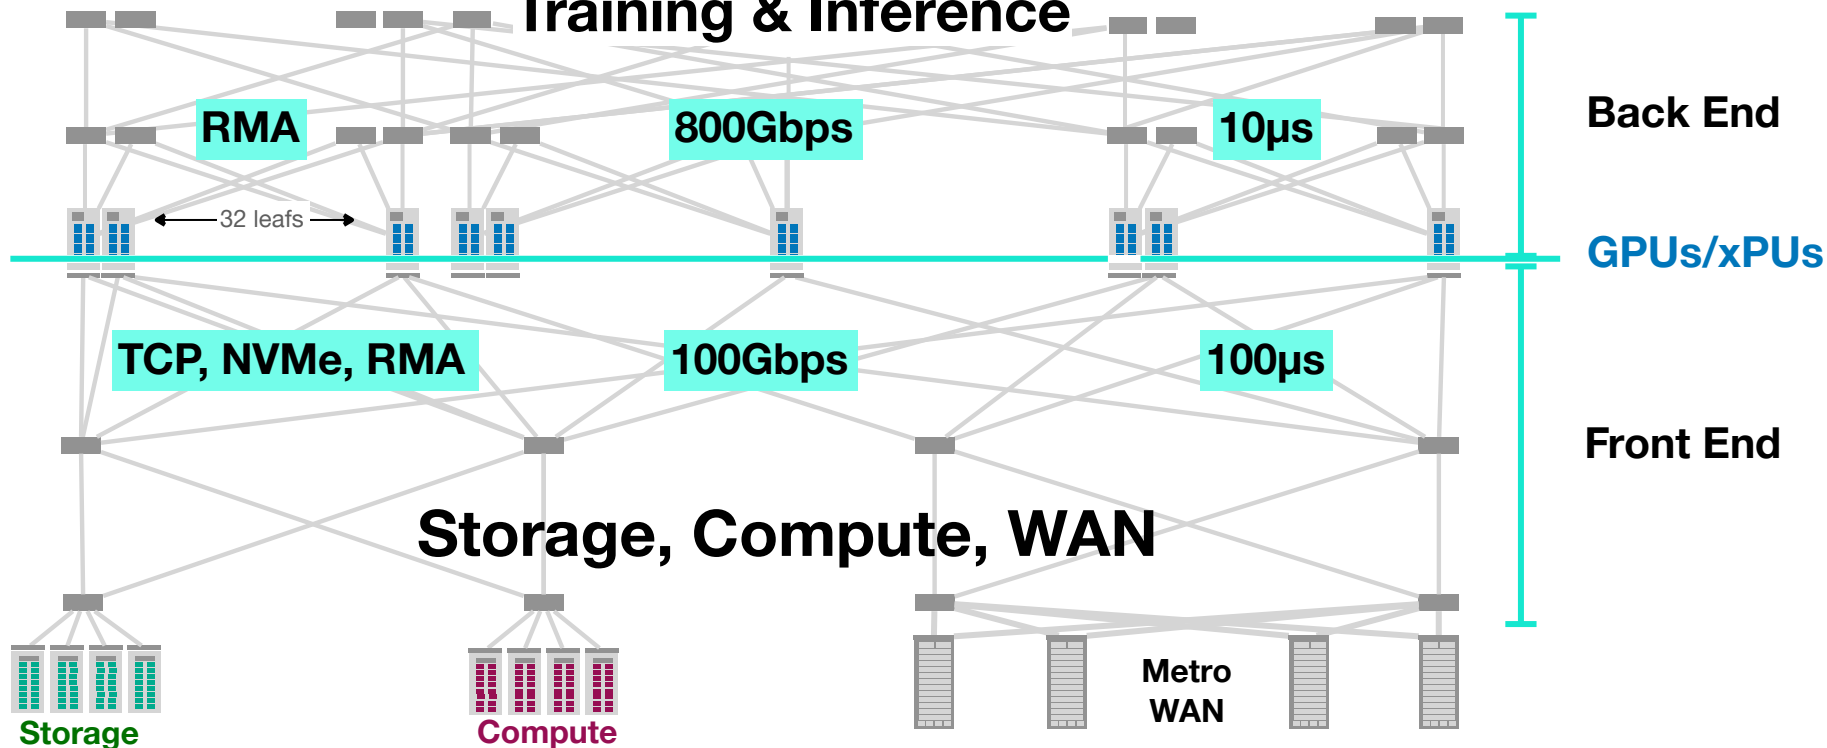 Training & Inference
RMA
800Gbps
10µs
Back End
32 leafs
GPUs/xPUs
TCP, NVMe, RMA
100Gbps
100µs
Front End
Storage, Compute, WAN
Metro
WAN
Storage
Compute